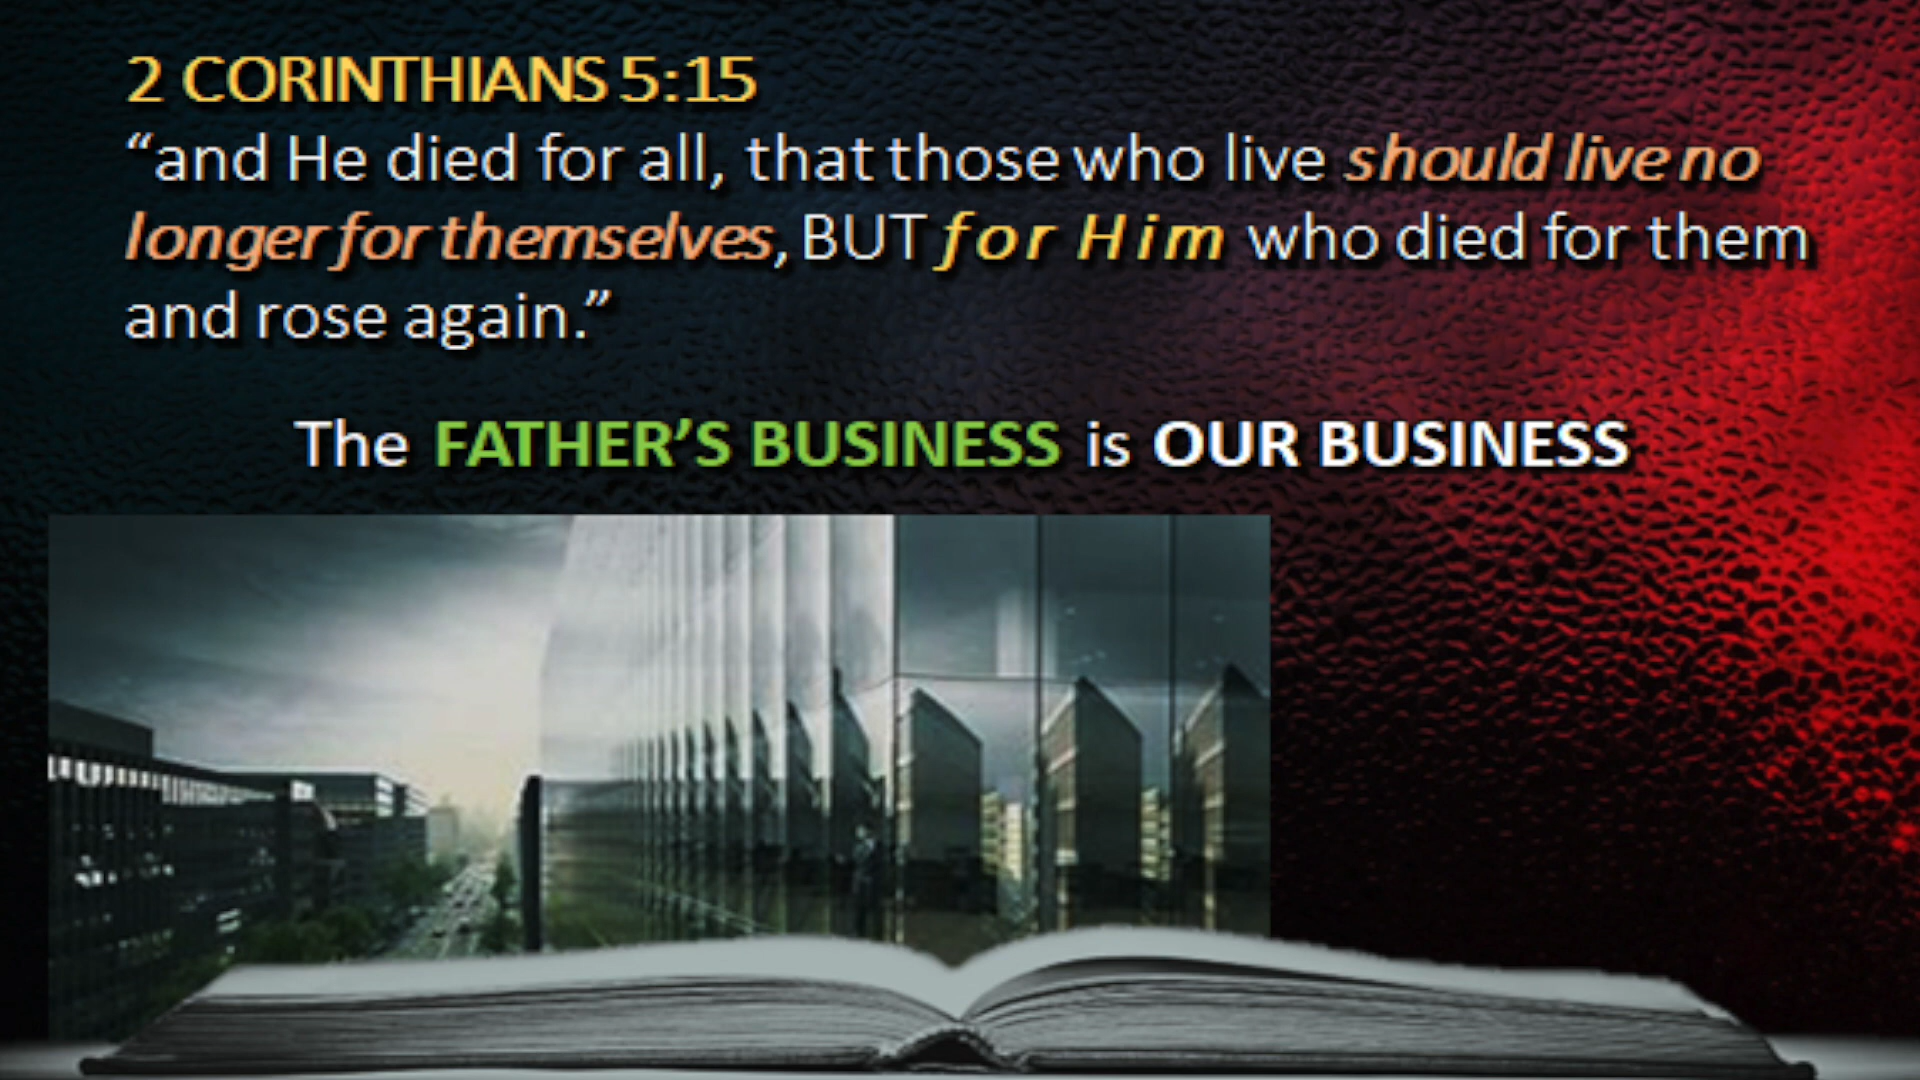 2 CORINTHIANS 5:15
“and He died for all, that those who live should live no
longer for themselves, BUT for Him who died for them
and rose again.”
The FATHER’S BUSINESS is OUR BUSINESS